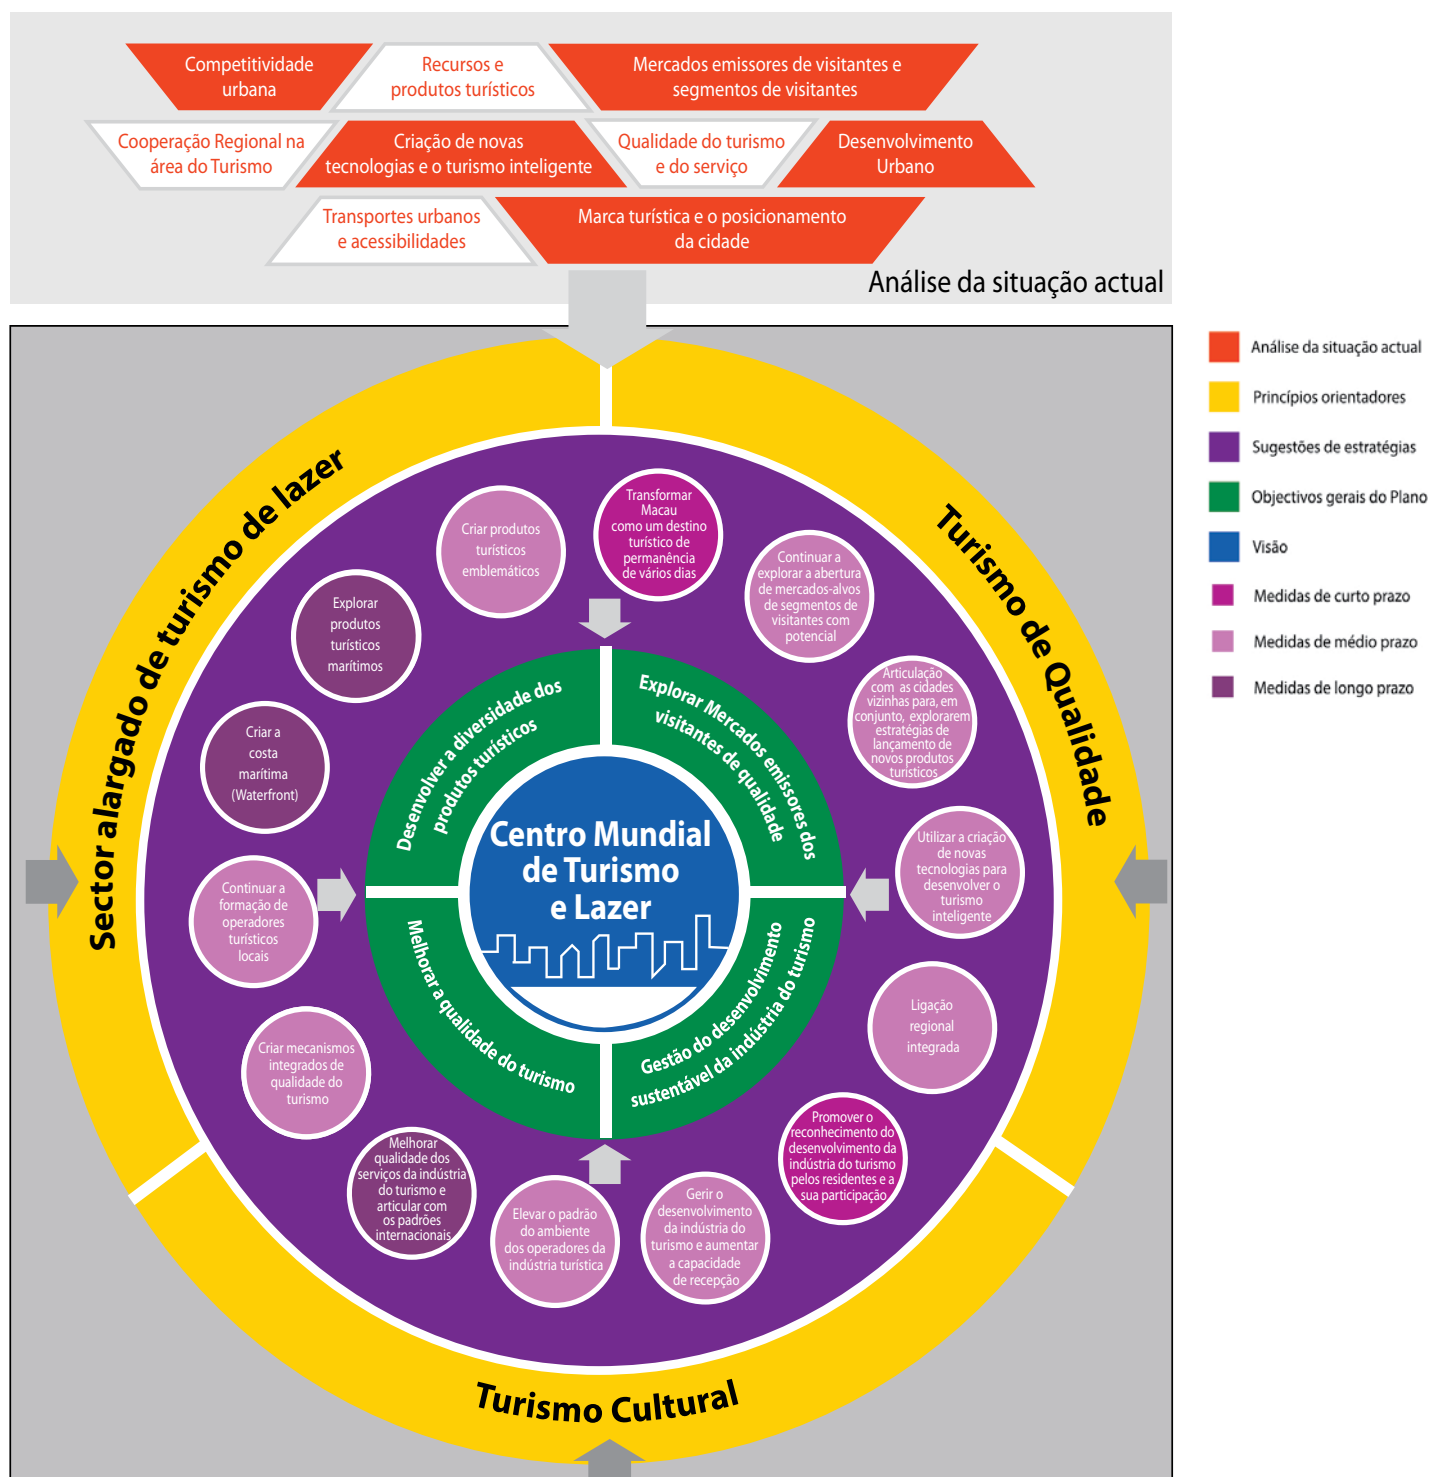 Competitividade
urbana
Recursos e
produtos turísticos
Mercados emissores de visitantes e
segmentos de visitantes
Cooperação Regional na
área do Turismo
Criação de novas
tecnologias e o turismo inteligente
Qualidade do turismo
e do serviço
Desenvolvimento
Urbano
Transportes urbanos
e acessibilidades
Marca turística e o posicionamento
da cidade
Análise da situação actual
Análise da situação actual
Princípios orientadores
Sugestões de estratégias
Objectivos gerais do Plano
Visão
Medidas de curto prazo
Medidas de médio prazo
Medidas de longo prazo
Sector alargado de turismo de lazer
Turismo de Qualidade
Turismo Cultural
Transformar
Macau
como um destino
turístico de
permanência
de vários dias
Continuar a
explorar a abertura
de mercados-alvos
de segmentos de
visitantes com
potencial
Articulação
com as cidades
vizinhas para, em
conjunto, explorarem
estratégias de
lançamento de
novos produtos
turísticos
Utilizar a criação
de novas
tecnologias para
desenvolver o
turismo
inteligente
Ligação
regional
integrada
Promover o
reconhecimento do
desenvolvimento da
indústria do turismo
pelos residentes e a
sua participação
Gerir o
desenvolvimento
da indústria do
turismo e aumentar
a capacidade
de recepção
Elevar o padrão
do ambiente
dos operadores da
indústria turística
Melhorar
qualidade dos
serviços da indústria
do turismo e
articular com
os padrões
internacionais
Criar mecanismos
integrados de
qualidade do
turismo
Continuar a
formação de
operadores
turísticos
locais
Criar a
costa
marítima
(Waterfront)
Explorar
produtos
turísticos
marítimos
Criar produtos
turísticos
emblemáticos
Desenvolver a diversidade dos
produtos turísticos
Explorar Mercados emissores dos
visitantes de qualidade
Gestão do desenvolvimento
sustentável da indústria do turismo
Melhorar a qualidade do turismo
Centro Mundial
de Turismo
e Lazer